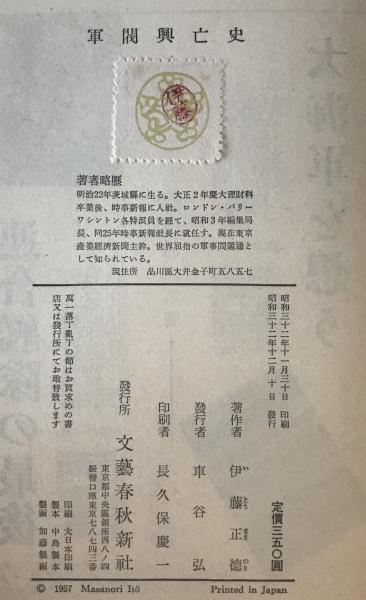 軍閥興亡史
伊藤
著者略歷
明治22年茨城縣に生る。大正2年慶大理財科
卒業後、時事新報に入社。ロンドン・パリー
ワシントン各特派員を經て、昭和3年編集局
長、同25年時事新報社長に就任す。現在東京
產業經濟新聞主幹。世界屈指の軍事問題通と
して知られている。
現住所 品川區大井金子町五八五七
昭和三十二年十一月三十日 印刷
昭和三十二年十二月 十日 發行
定價三五〇圓
著作者 伊藤正德
い とう まさ のり
發行者 車谷弘
印刷者 長久保慶一
發行所 文藝春秋新社
東京都中央區銀座西八ノ四
振替口座東京七八七四三番
印刷 大日本印刷
製本 中島製本
製函 加藤製函
萬一落丁亂丁の節はお買求めの書
店又は發行所にてお取替致します
© 1957 Masanori Itō
Printed in Japan